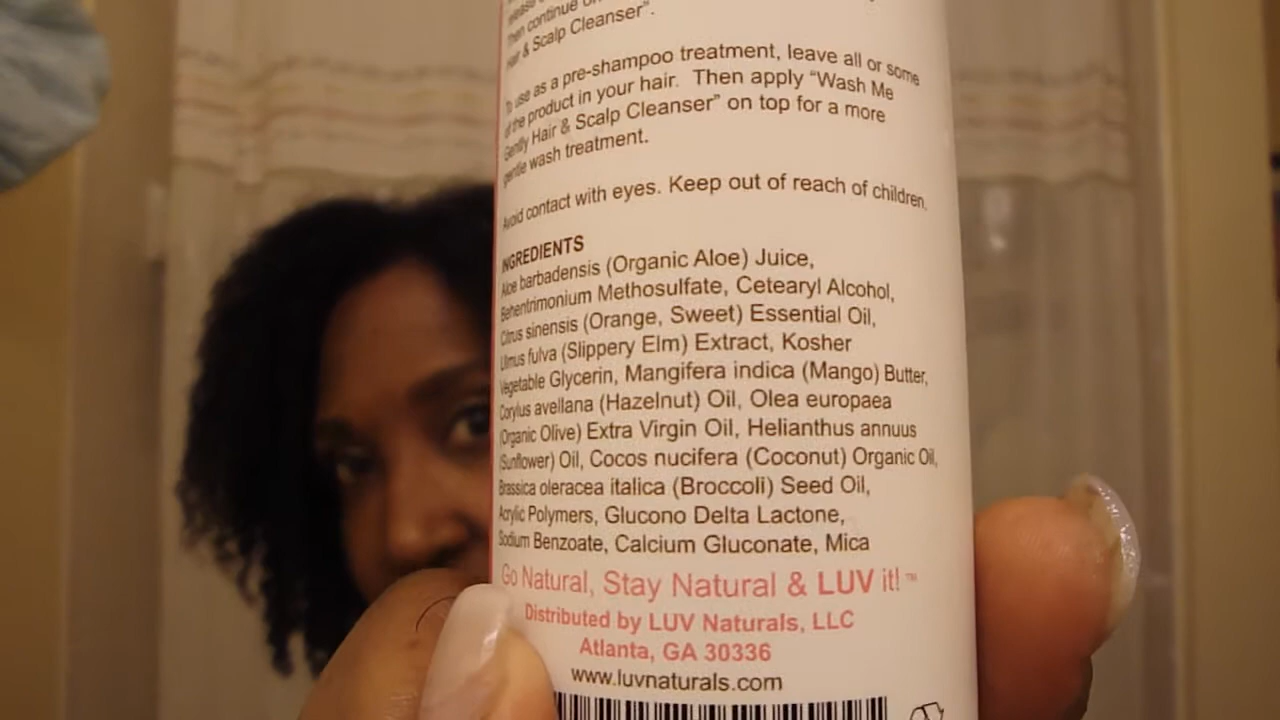 Then continue
Hair & Scalp Cleanser".
To use as a pre-shampoo treatment, leave all or some
of the product in your hair. Then apply “Wash Me
Gently Hair & Scalp Cleanser” on top for a more
gentle wash treatment.
Avoid contact with eyes. Keep out of reach of children.
INGREDIENTS
Aloe barbadensis (Organic Aloe) Juice,
Behentrimonium Methosulfate, Cetearyl Alcohol,
Citrus sinensis (Orange, Sweet) Essential Oil,
Ulmus fulva (Slippery Elm) Extract, Kosher
Vegetable Glycerin, Mangifera indica (Mango) Butter,
Corylus avellana (Hazelnut) Oil, Olea europaea
(Organic Olive) Extra Virgin Oil, Helianthus annuus
(Sunflower) Oil, Cocos nucifera (Coconut) Organic Oil,
Brassica oleracea italica (Broccoli) Seed Oil,
Acrylic Polymers, Glucono Delta Lactone,
Sodium Benzoate, Calcium Gluconate, Mica
Go Natural, Stay Natural & LUV it! ™
Distributed by LUV Naturals, LLC
Atlanta, GA 30336
www.luvnaturals.com